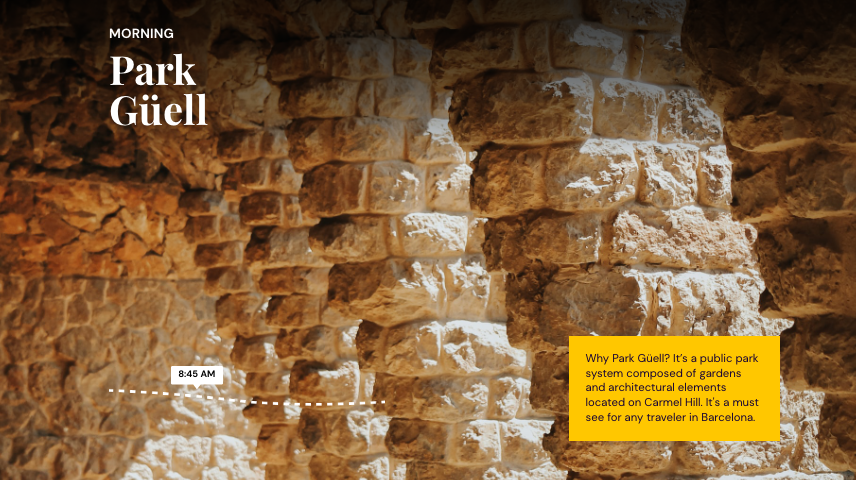 MORNING
Park
Güell
8:45 AM
Why Park Güell? It’s a public park
system composed of gardens
and architectural elements
located on Carmel Hill. It's a must
see for any traveler in Barcelona.